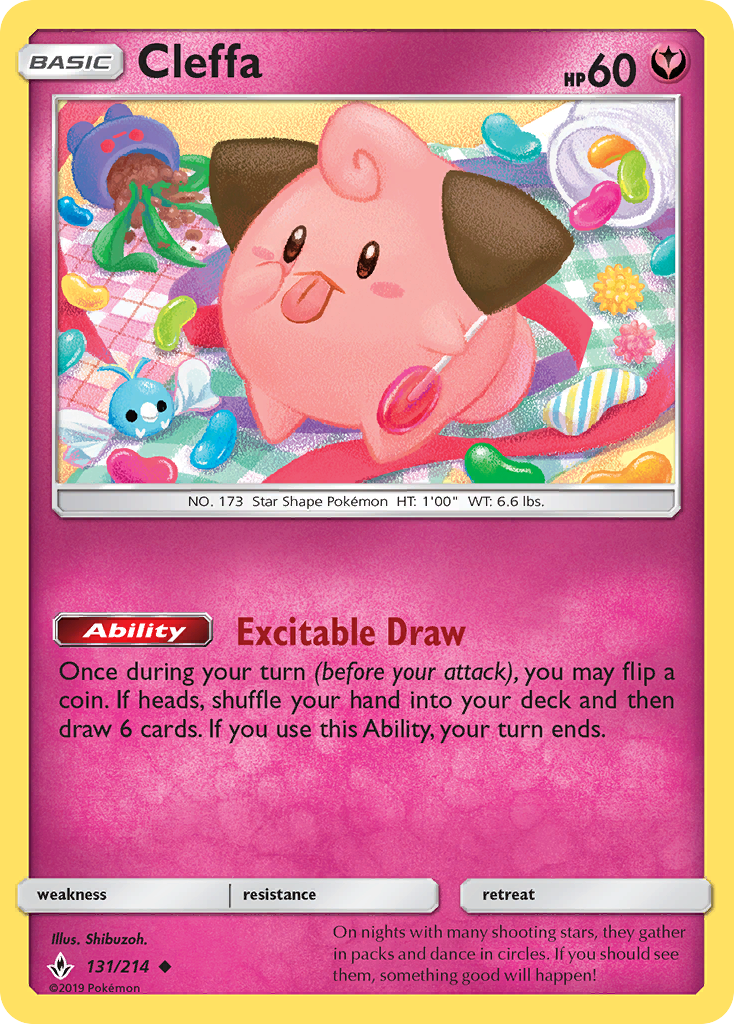 BASIC Cleffa HP60
NO. 173 Star Shape Pokémon HT: 1'00" WT: 6.6 lbs.
Ability Excitable Draw
Once during your turn (before your attack), you may flip a
coin. If heads, shuffle your hand into your deck and then
draw 6 cards. If you use this Ability, your turn ends.
weakness resistance retreat
Illus. Shibuzoh.
131/214
©2019 Pokémon
On nights with many shooting stars, they gather
in packs and dance in circles. If you should see
them, something good will happen!